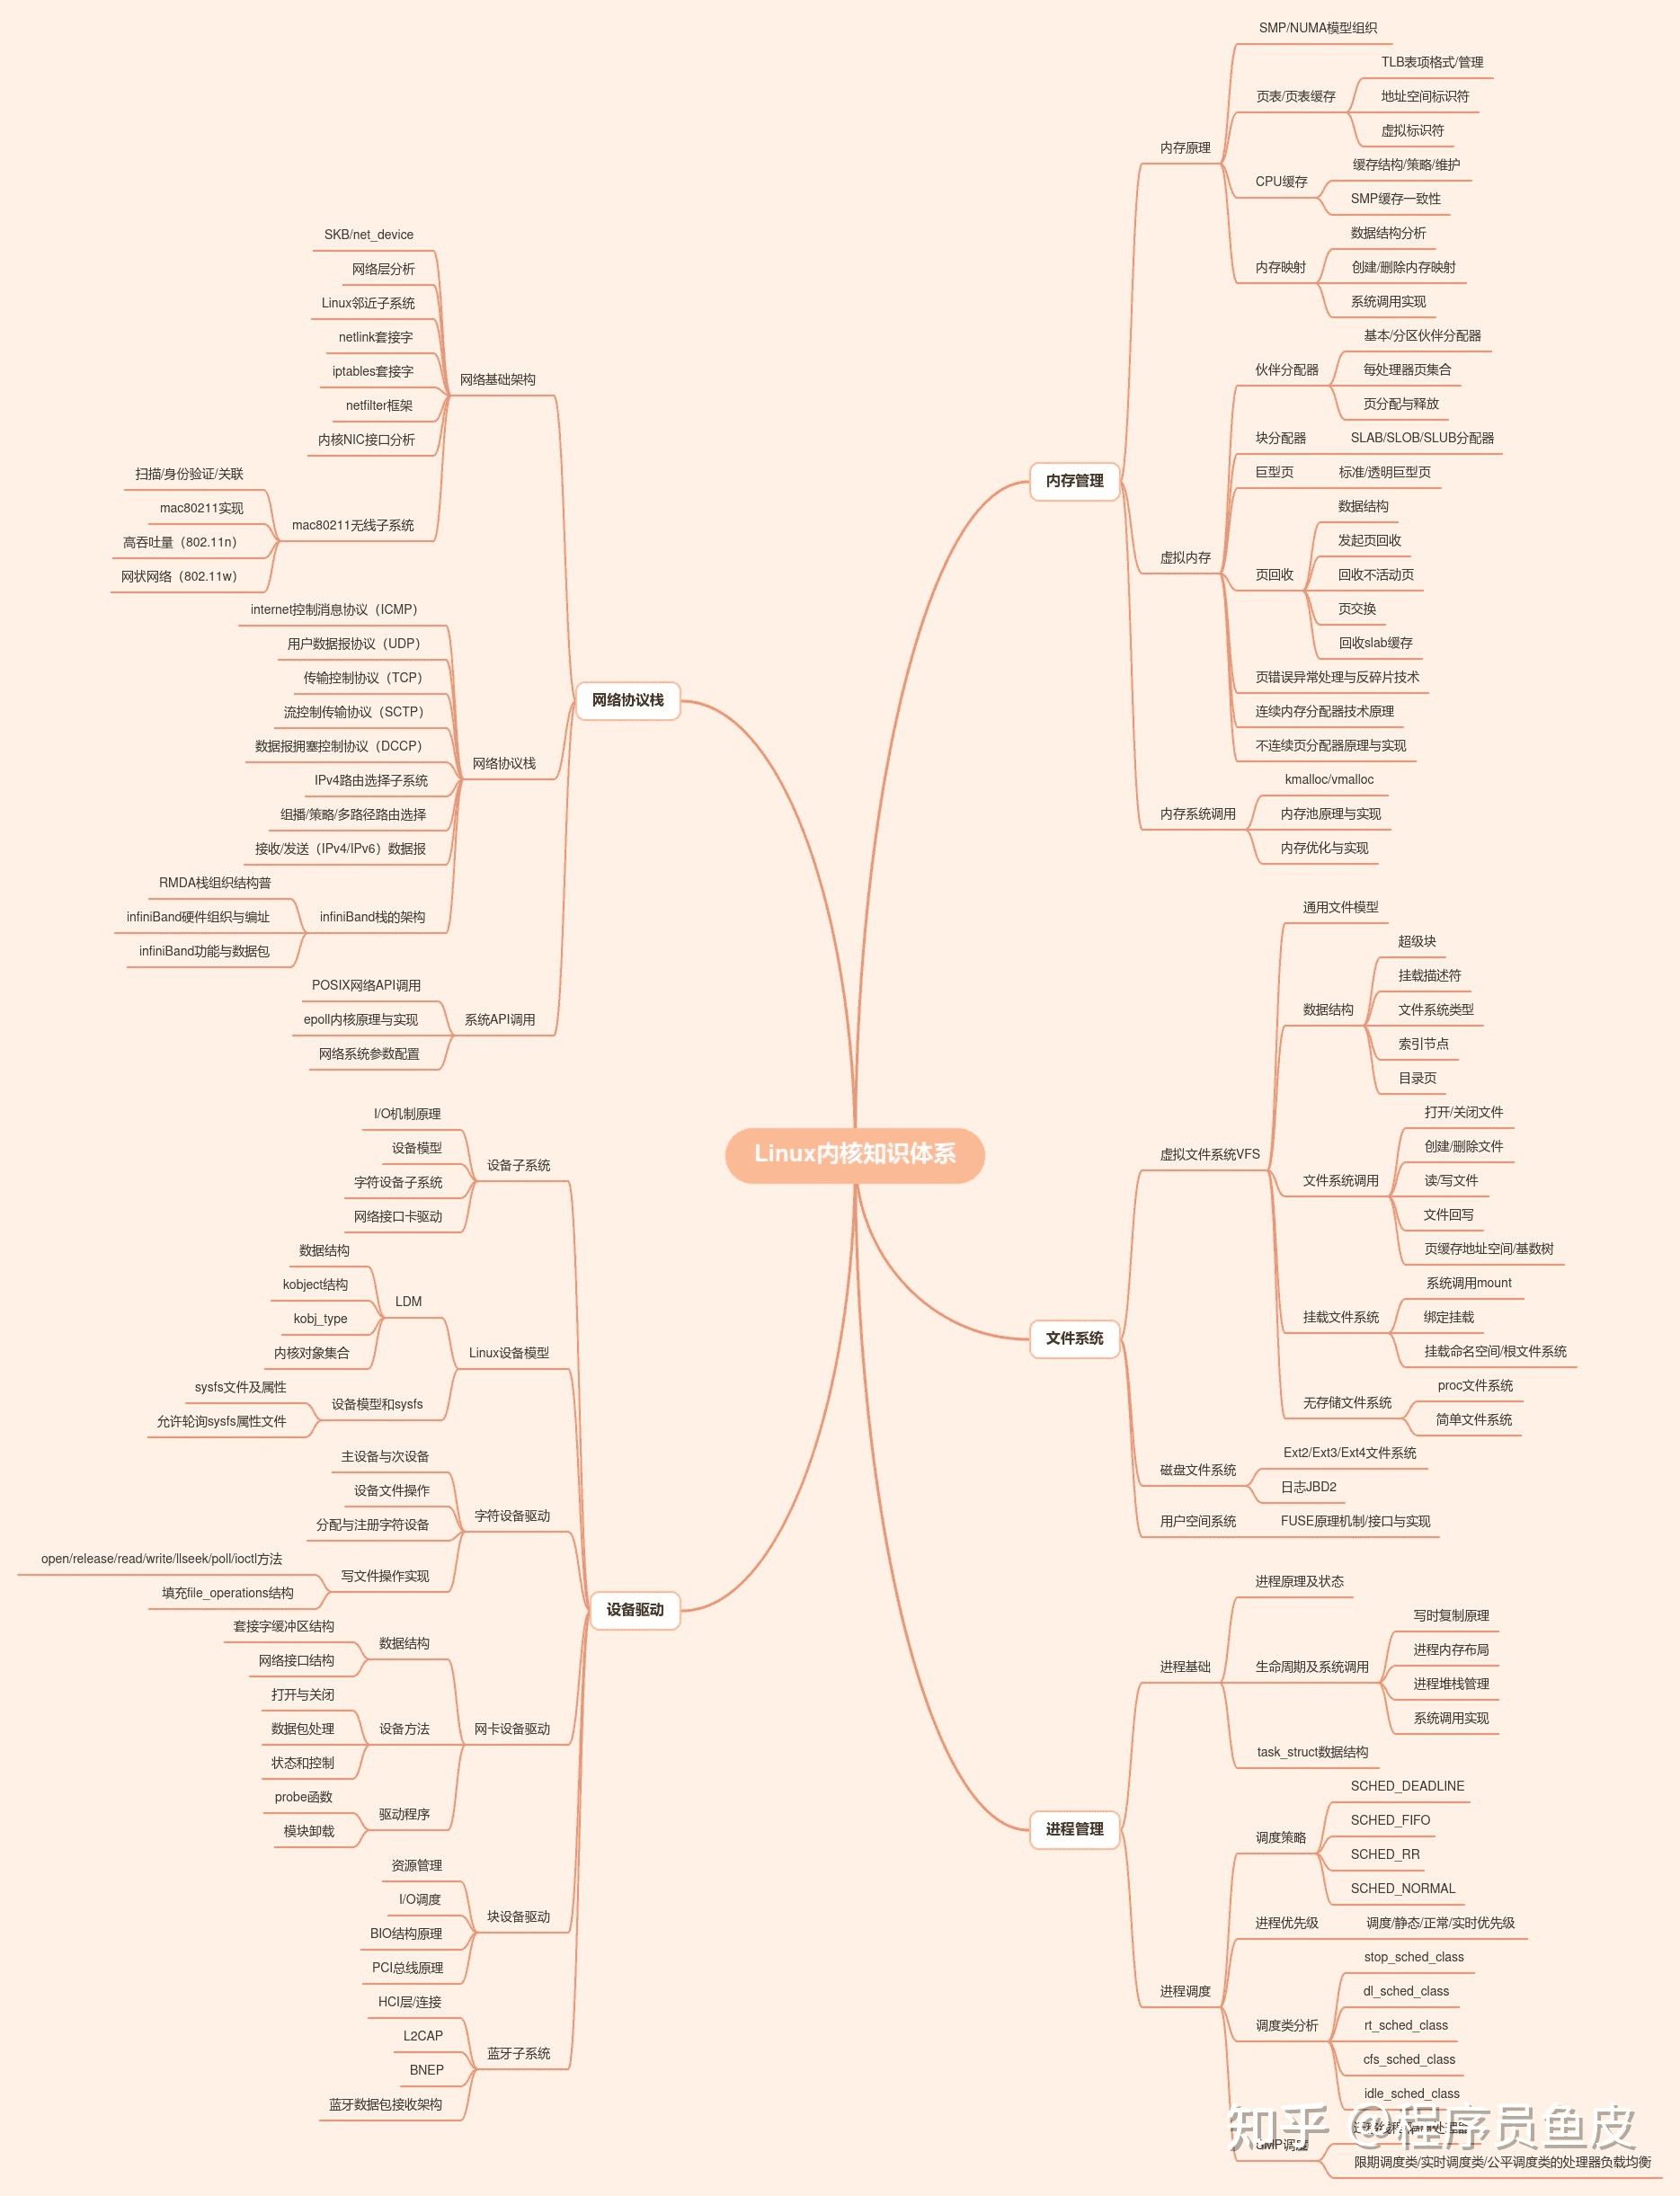 Linux内核知识体系
内存管理
内存原理
SMP/NUMA模型组织
页表/页表缓存
TLB表项格式/管理
地址空间标识符
虚拟标识符
CPU缓存
缓存结构/策略/维护
SMP缓存一致性
内存映射
数据结构分析
创建/删除内存映射
系统调用实现
虚拟内存
伙伴分配器
基本/分区伙伴分配器
每处理器页集合
页分配与释放
块分配器
SLAB/SLOB/SLUB分配器
巨型页
标准/透明巨型页
页回收
数据结构
发起页回收
回收不活动页
页交换
回收slab缓存
页错误异常处理与反碎片技术
连续内存分配器技术原理
不连续页分配器原理与实现
内存系统调用
kmalloc/vmalloc
内存池原理与实现
内存优化与实现
文件系统
虚拟文件系统VFS
通用文件模型
数据结构
超级块
挂载描述符
文件系统类型
索引节点
目录页
文件系统调用
打开/关闭文件
创建/删除文件
读/写文件
文件回写
页缓存地址空间/基数树
挂载文件系统
系统调用mount
绑定挂载
挂载命名空间/根文件系统
无存储文件系统
proc文件系统
简单文件系统
磁盘文件系统
Ext2/Ext3/Ext4文件系统
日志JBD2
用户空间系统
FUSE原理机制/接口与实现
进程管理
进程基础
进程原理及状态
生命周期及系统调用
写时复制原理
进程内存布局
进程堆栈管理
系统调用实现
task_struct数据结构
进程调度
调度策略
SCHED_DEADLINE
SCHED_FIFO
SCHED_RR
SCHED_NORMAL
进程优先级
调度/静态/正常/实时优先级
调度类分析
stop_sched_class
dl_sched_class
rt_sched_class
cfs_sched_class
idle_sched_class
SMP调度
限期调度类/实时调度类/公平调度类的处理器负载均衡
网络协议栈
网络基础架构
SKB/net_device
网络层分析
Linux邻近子系统
netlink套接字
iptables套接字
netfilter框架
内核NIC接口分析
mac80211无线子系统
扫描/身份验证/关联
mac80211实现
高吞吐量（802.11n）
网状网络（802.11w）
网络协议栈
internet控制消息协议（ICMP）
用户数据报协议（UDP）
传输控制协议（TCP）
流控制传输协议（SCTP）
数据报拥塞控制协议（DCCP）
IPv4路由选择子系统
组播/策略/多路径路由选择
接收/发送（IPv4/IPv6）数据报
infiniBand栈的架构
RMDA栈组织结构普
infiniBand硬件组织与编址
infiniBand功能与数据包
系统API调用
POSIX网络API调用
epoll内核原理与实现
网络系统参数配置
设备驱动
设备子系统
I/O机制原理
设备模型
字符设备子系统
网络接口卡驱动
Linux设备模型
LDM
数据结构
kobject结构
kobj_type
内核对象集合
设备模型和sysfs
sysfs文件及属性
允许轮询sysfs属性文件
字符设备驱动
主设备与次设备
设备文件操作
分配与注册字符设备
写文件操作实现
open/release/read/write/llseek/poll/ioctl方法
填充file_operations结构
网卡设备驱动
数据结构
套接字缓冲区结构
网络接口结构
设备方法
打开与关闭
数据包处理
状态和控制
驱动程序
probe函数
模块卸载
块设备驱动
资源管理
I/O调度
BIO结构原理
PCI总线原理
蓝牙子系统
HCI层/连接
L2CAP
BNEP
蓝牙数据包接收架构
知乎 @程序员鱼皮